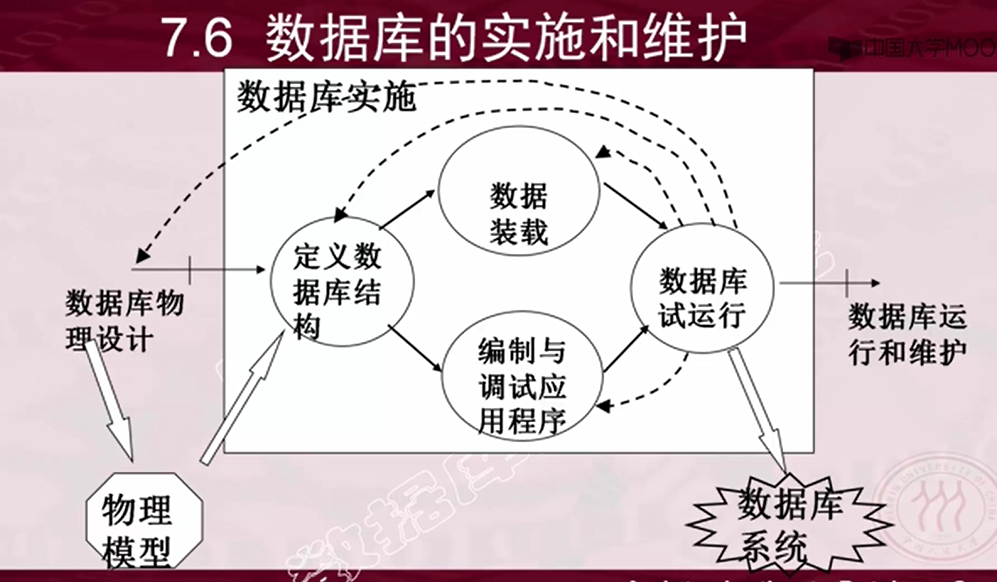 7.6 数据库的实施和维护
中国大学MOO
数据库实施
数据
装载
定义数
据库结
构
数据库
试运行
数据库物
理设计
数据库运
行和维护
编制与
调试应
用程序
物理
模型
数据库
系统
数据库